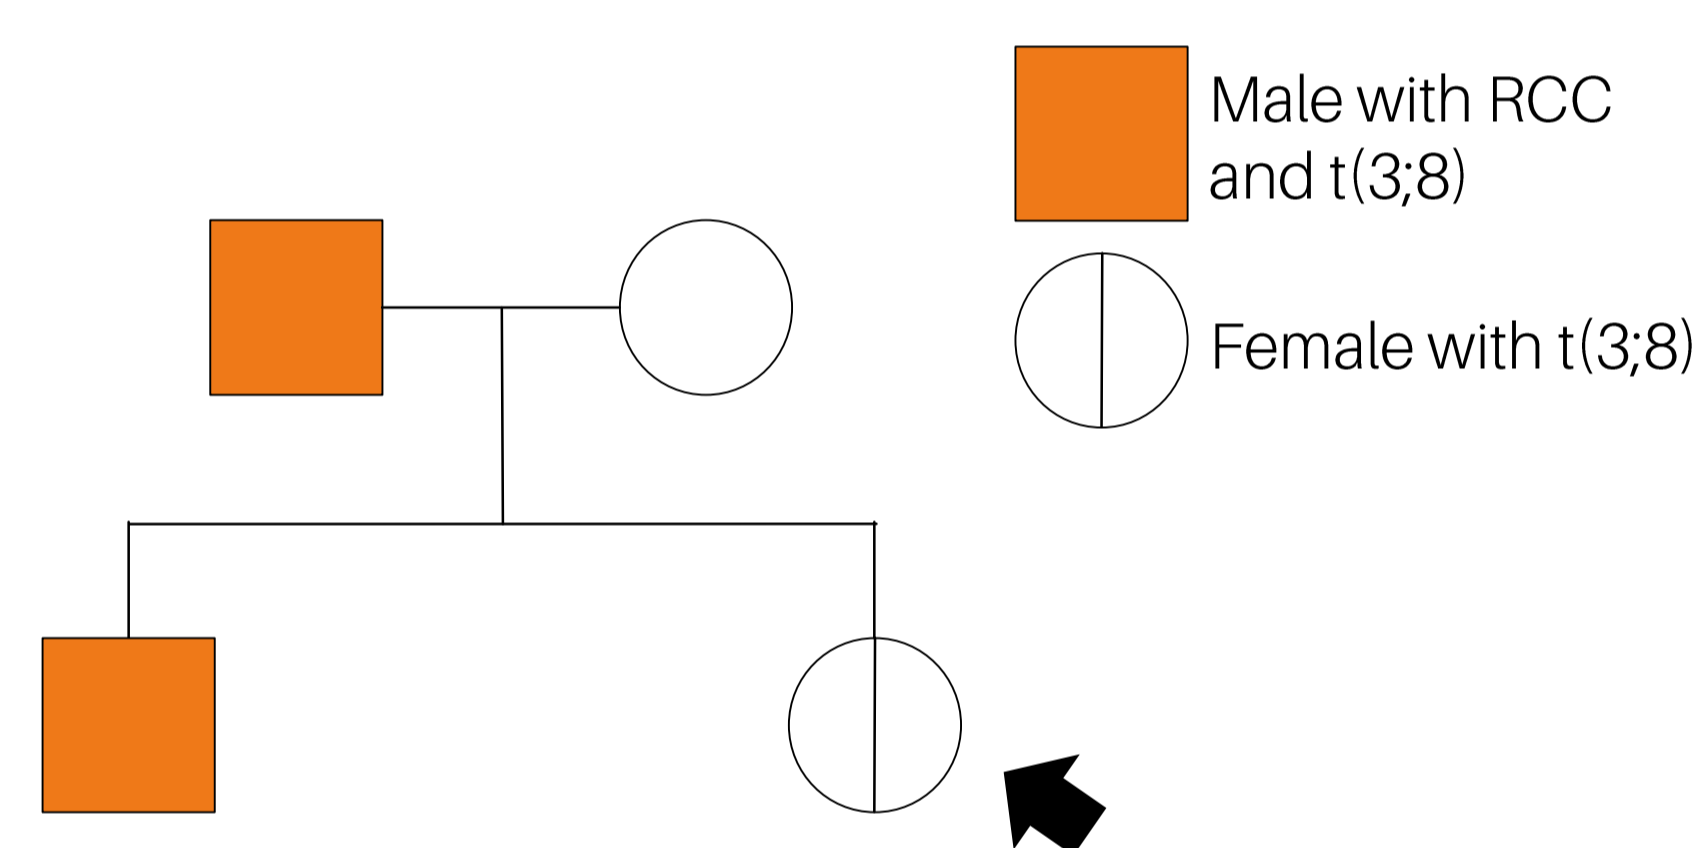 Male with RCC
and t(3;8)
Female with t(3;8)